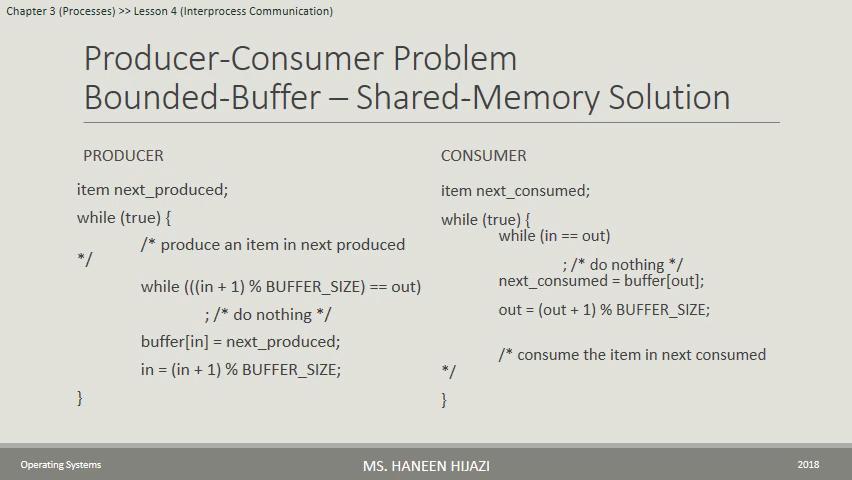 Chapter 3 (Processes) >> Lesson 4 (Interprocess Communication)
Producer-Consumer Problem
Bounded-Buffer – Shared-Memory Solution
PRODUCER
item next_produced;
while (true) {
/* produce an item in next produced
*/
while (((in + 1) % BUFFER_SIZE) == out)
; /* do nothing */
buffer[in] = next_produced;
in = (in + 1) % BUFFER_SIZE;
}
CONSUMER
item next_consumed;
while (true) {
while (in == out)
; /* do nothing */
next_consumed = buffer[out];
out = (out + 1) % BUFFER_SIZE;
/* consume the item in next consumed
*/
}
Operating Systems
MS. HANEEN HIJAZI
2018